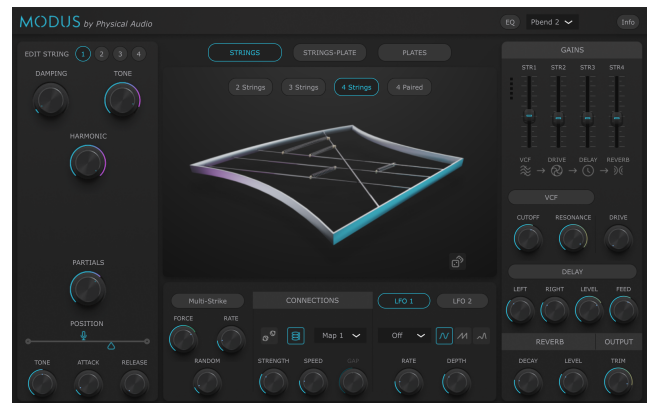 MODUS by Physical Audio
EQ Pbend 2 Info
EDIT STRING 1 2 3 4
DAMPING TONE
HARMONIC
PARTIALS
POSITION
TONE ATTACK RELEASE
STRINGS STRINGS-PLATE PLATES
2 Strings 3 Strings 4 Strings 4 Paired
Multi-Strike
FORCE RATE
RANDOM
CONNECTIONS
Map 1
STRENGTH SPEED GAP
LFO 1 LFO 2
Off
RATE DEPTH
GAINS
STR1 STR2 STR3 STR4
VCF DRIVE DELAY REVERB
VCF
CUTOFF RESONANCE DRIVE
DELAY
LEFT RIGHT LEVEL FEED
REVERB OUTPUT
DECAY LEVEL TRIM